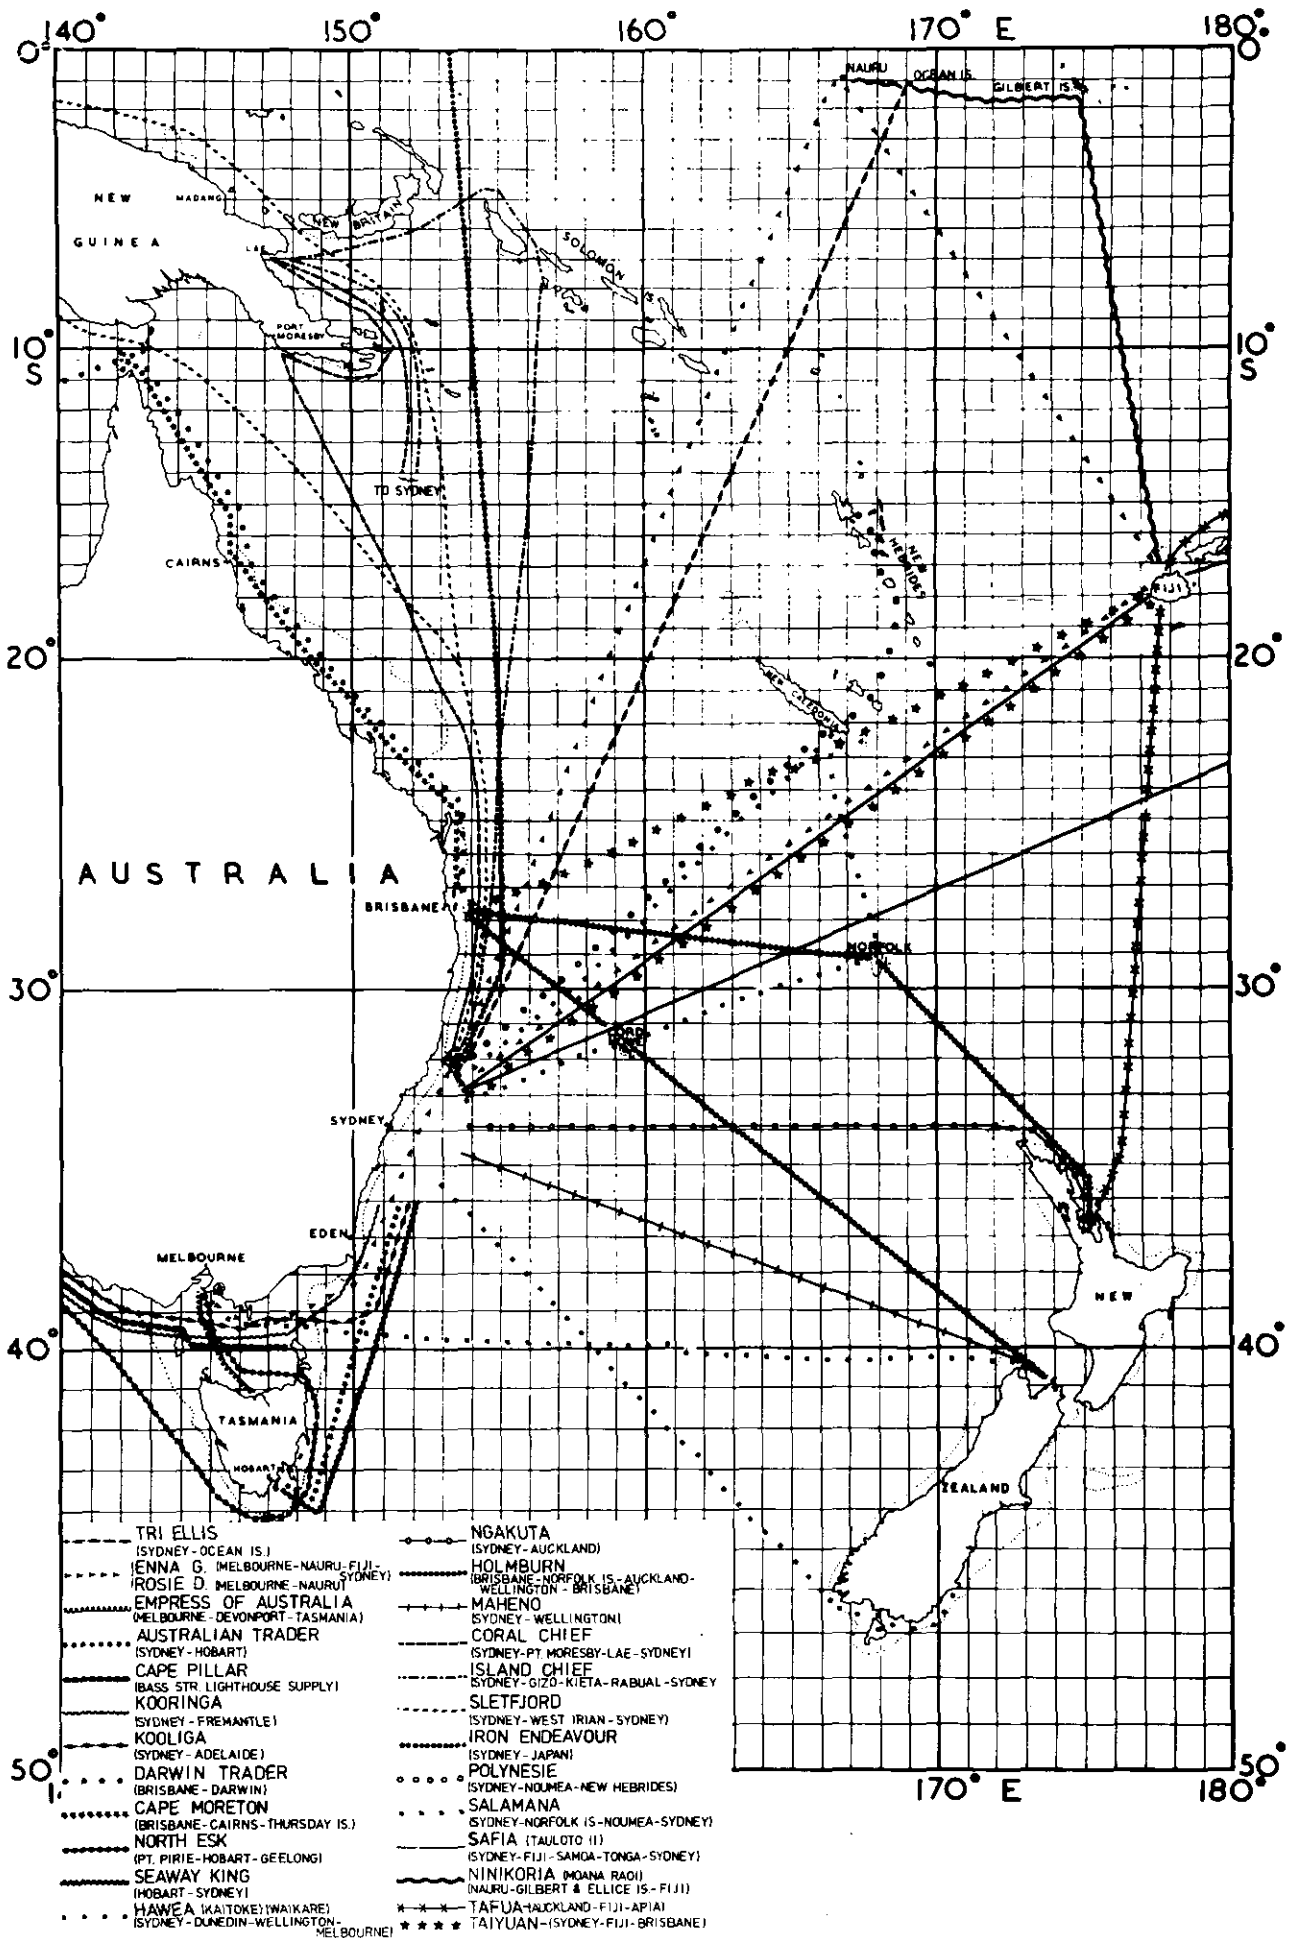 140° 150° 160° 170° E 180°
0° 0°
NAURU OCEAN IS. GILBERT IS.
NEW GUINEA
MADANG
NEW BRITAIN
LAE
SOLOMON IS.
PORT MORESBY
10° S 10° S
TO SYDNEY
CAIRNS
NEW HEBRIDES
FIJI
20° 20°
NEW CALEDONIA
AUSTRALIA
BRISBANE
NORFOLK
30° 30°
LORD
SYDNEY
EDEN
MELBOURNE
NEW
40° 40°
TASMANIA
HOBART
ZEALAND
50° 50°
170° E 180°
TRI ELLIS
(SYDNEY-OCEAN IS.)
ENNA G. (MELBOURNE-NAURU-FIJI-SYDNEY)
ROSIE D. (MELBOURNE-NAURU)
EMPRESS OF AUSTRALIA
(MELBOURNE-DEVONPORT-TASMANIA)
AUSTRALIAN TRADER
(SYDNEY-HOBART)
CAPE PILLAR
(BASS STR. LIGHTHOUSE SUPPLY)
KOORINGA
(SYDNEY-FREMANTLE)
KOOLIGA
(SYDNEY-ADELAIDE)
DARWIN TRADER
(BRISBANE-DARWIN)
CAPE MORETON
(BRISBANE-CAIRNS-THURSDAY IS.)
NORTH ESK
(PT. PIRIE-HOBART-GEELONG)
SEAWAY KING
(HOBART-SYDNEY)
HAWEA (KAITOKE) (WAIKARE)
(SYDNEY-DUNEDIN-WELLINGTON-
MELBOURNE)
NGAKUTA
(SYDNEY-AUCKLAND)
HOLMBURN
(BRISBANE-NORFOLK IS-AUCKLAND-
WELLINGTON-BRISBANE)
MAHENO
(SYDNEY-WELLINGTON)
CORAL CHIEF
(SYDNEY-PT. MORESBY-LAE-SYDNEY)
ISLAND CHIEF
(SYDNEY-GIZO-KIETA-RABUAL-SYDNEY
SLETFJORD
(SYDNEY-WEST IRIAN-SYDNEY)
IRON ENDEAVOUR
(SYDNEY-JAPAN)
POLYNESIE
(SYDNEY-NOUMEA-NEW HEBRIDES)
SALAMANA
(SYDNEY-NORFOLK IS-NOUMEA-SYDNEY)
SAFIA (TAULOTO II)
(SYDNEY-FIJI-SAMOA-TONGA-SYDNEY)
NINIKORIA (MOANA RAOI)
(NAURU-GILBERT & ELLICE IS.-FIJI)
TAFUA-(AUCKLAND-FIJI-APIA)
TAIYUAN-(SYDNEY-FIJI-BRISBANE)